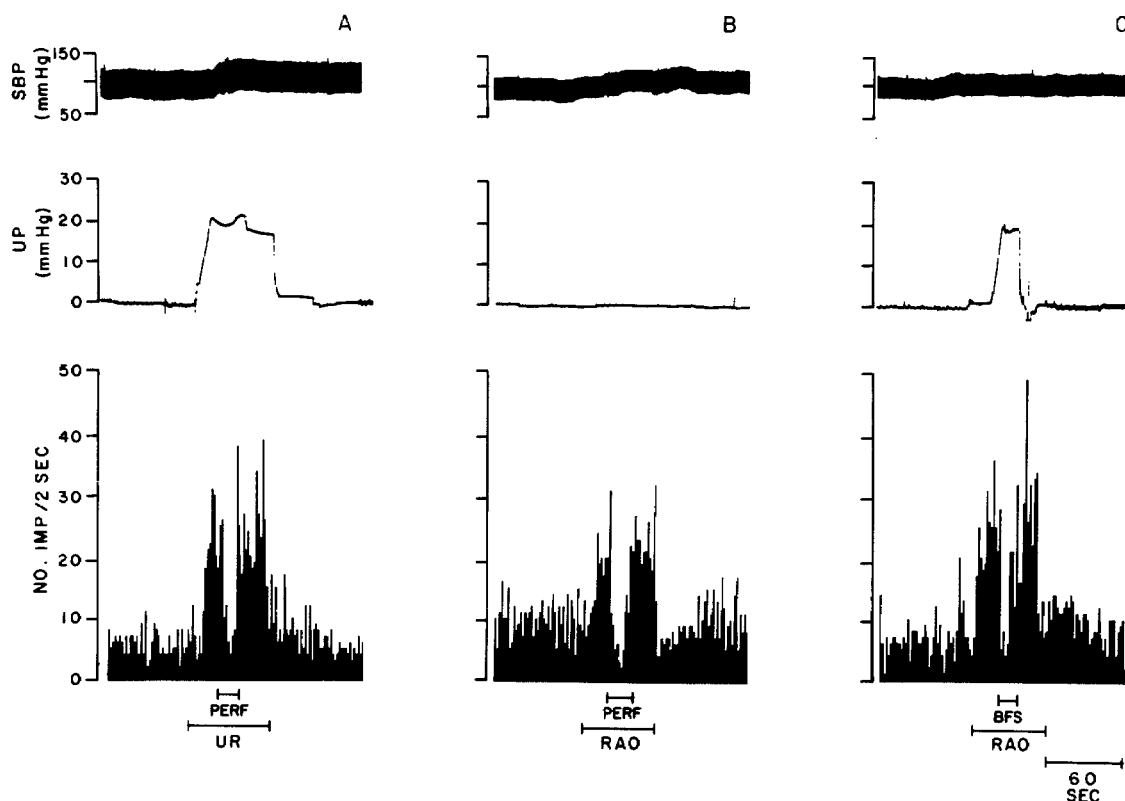 A
B
C
SBP
(mmHg)
150
50
UP
(mmHg)
30
20
10
0
NO. IMP/2 SEC
50
40
30
20
10
0
PERF
UR
PERF
RAO
BFS
RAO
60
SEC